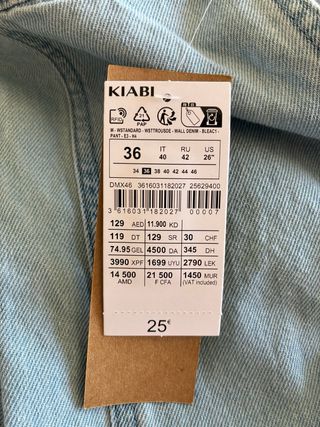 KIABI
RFID
21
PAP
W - WSTANDARD - WSTTROUSDE - WALL DENIM - BLEAC1 -
PANT - E3 - H4
36 IT RU US
40 42 26"
34 36 38 40 42 44 46
DMX46 3616031182027 25629400
3 616031 182027 00007
129 AED 11.900 KD
119 DT 129 SR 30 CHF
74.95 GEL 4500 DA 345 DH
3990 XPF 1699 UYU 2790 LEK
14 500 21 500 1450 MUR
AMD F CFA (VAT included)
25€